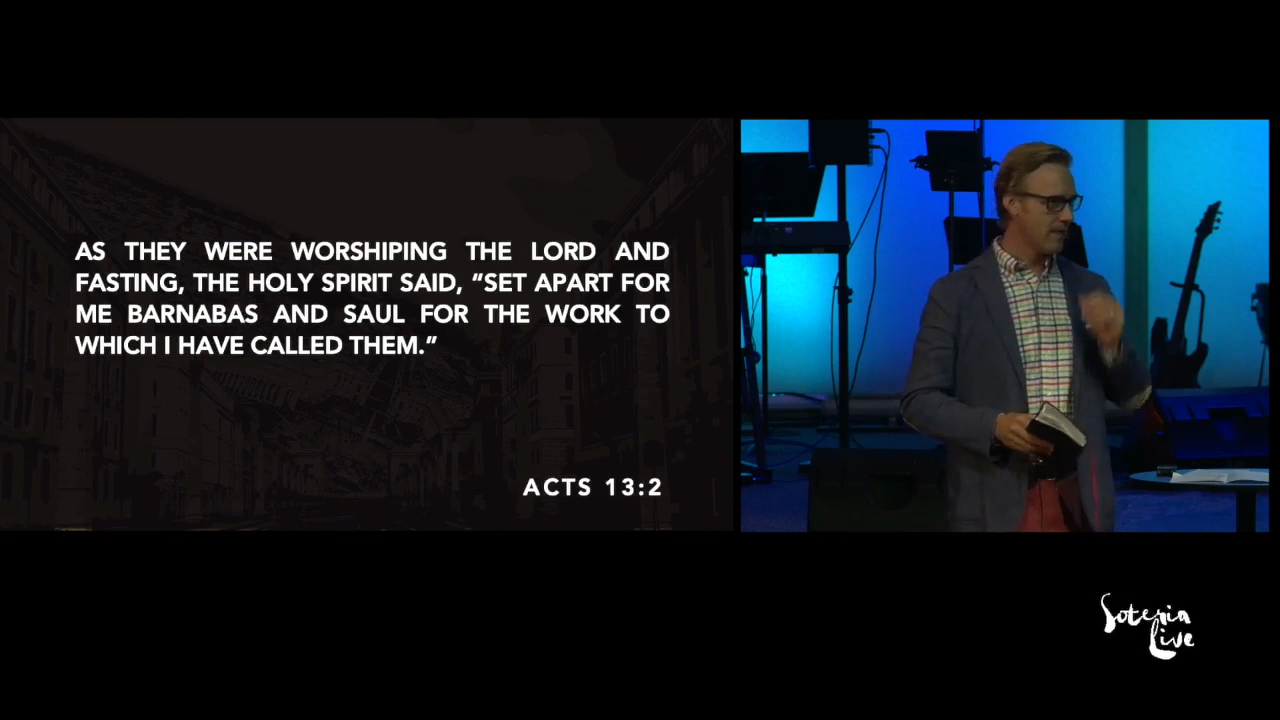 AS THEY WERE WORSHIPING THE LORD AND
FASTING, THE HOLY SPIRIT SAID, "SET APART FOR
ME BARNABAS AND SAUL FOR THE WORK TO
WHICH I HAVE CALLED THEM."
ACTS 13:2
Soteria
Live